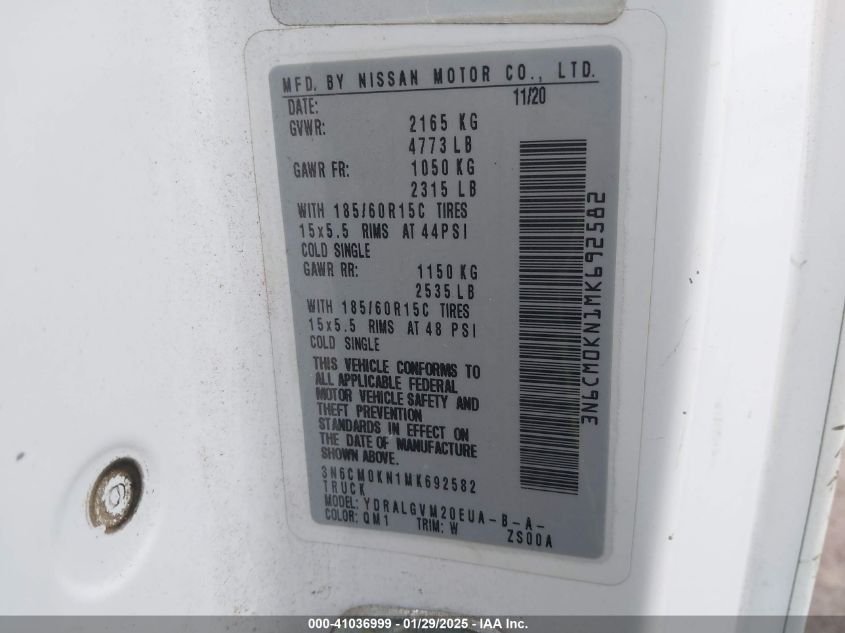 MFD. BY NISSAN MOTOR CO., LTD.
DATE: 11/20
GVWR: 2165 KG
4773 LB
GAWR FR: 1050 KG
2315 LB
WITH 185/60R15C TIRES
15x5.5 RIMS AT 44PSI
COLD SINGLE
GAWR RR: 1150 KG
2535 LB
WITH 185/60R15C TIRES
15x5.5 RIMS AT 48 PSI
COLD SINGLE
THIS VEHICLE CONFORMS TO
ALL APPLICABLE FEDERAL
MOTOR VEHICLE SAFETY AND
THEFT PREVENTION
STANDARDS IN EFFECT ON
THE DATE OF MANUFACTURE
SHOWN ABOVE.
3N6CM0KN1MK692582
TRUCK
MODEL: YDRALGVM20EUA-B-A-
COLOR: QM1 TRIM: W ZS00A
3N6CM0KN1MK692582
000-41036999 — 01/29/2025 — IAA Inc.